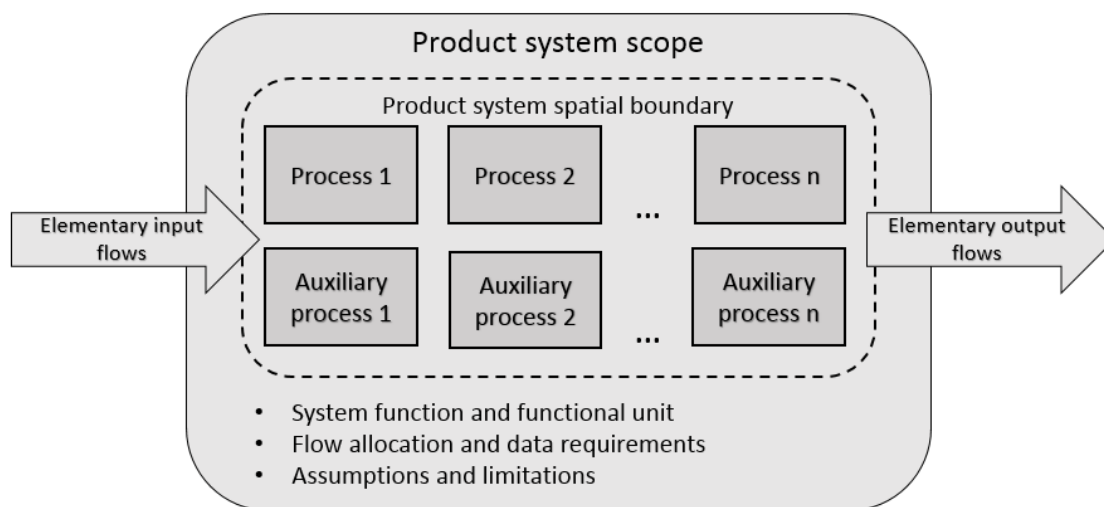 Product system scope
Product system spatial boundary
Process 1
Process 2
...
Process n
Elementary input
flows
Elementary output
flows
Auxiliary
process 1
Auxiliary
process 2
...
Auxiliary
process n
• System function and functional unit
• Flow allocation and data requirements
• Assumptions and limitations